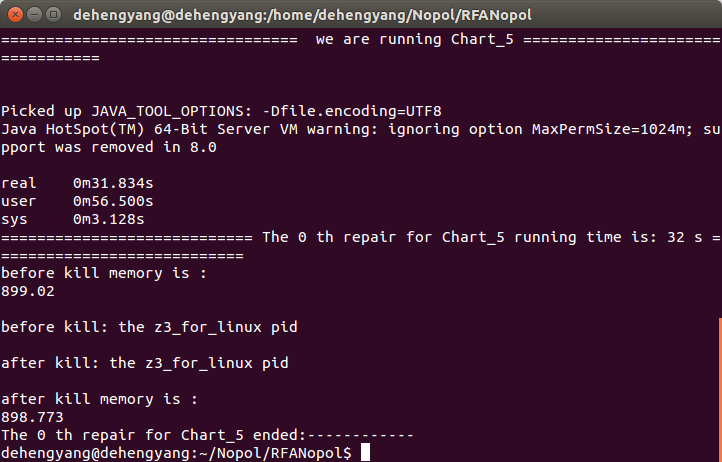 dehengyang@dehengyang:/home/dehengyang/Nopol/RFANopol
================================= we are running Chart_5 ======================
===========
Picked up JAVA_TOOL_OPTIONS: -Dfile.encoding=UTF8
Java HotSpot(TM) 64-Bit Server VM warning: ignoring option MaxPermSize=1024m; su
pport was removed in 8.0
real 0m31.834s
user 0m56.500s
sys 0m3.128s
============================ The 0 th repair for Chart_5 running time is: 32 s =
===========================
before kill memory is :
899.02
before kill: the z3_for_linux pid
after kill: the z3_for_linux pid
after kill memory is :
898.773
The 0 th repair for Chart_5 ended:------------
dehengyang@dehengyang:~/Nopol/RFANopol$